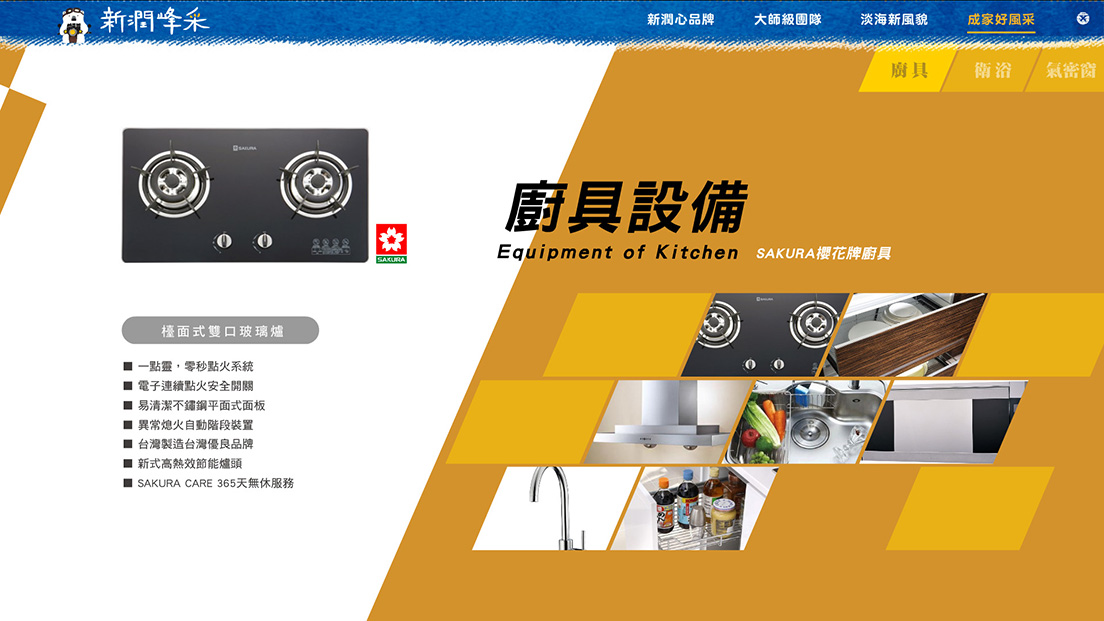 新潤峰采
新潤心品牌
大師級團隊
淡海新風貌
成家好風采
廚具
衛浴
氣密窗
SAKURA
SAKURA
廚具設備
Equipment of Kitchen
SAKURA櫻花牌廚具
檯面式雙口玻璃爐
■ 一點靈，零秒點火系統
■ 電子連續點火安全開關
■ 易清潔不鏽鋼平面式面板
■ 異常熄火自動階段裝置
■ 台灣製造台灣優良品牌
■ 新式高熱效節能爐頭
■ SAKURA CARE 365天無休服務